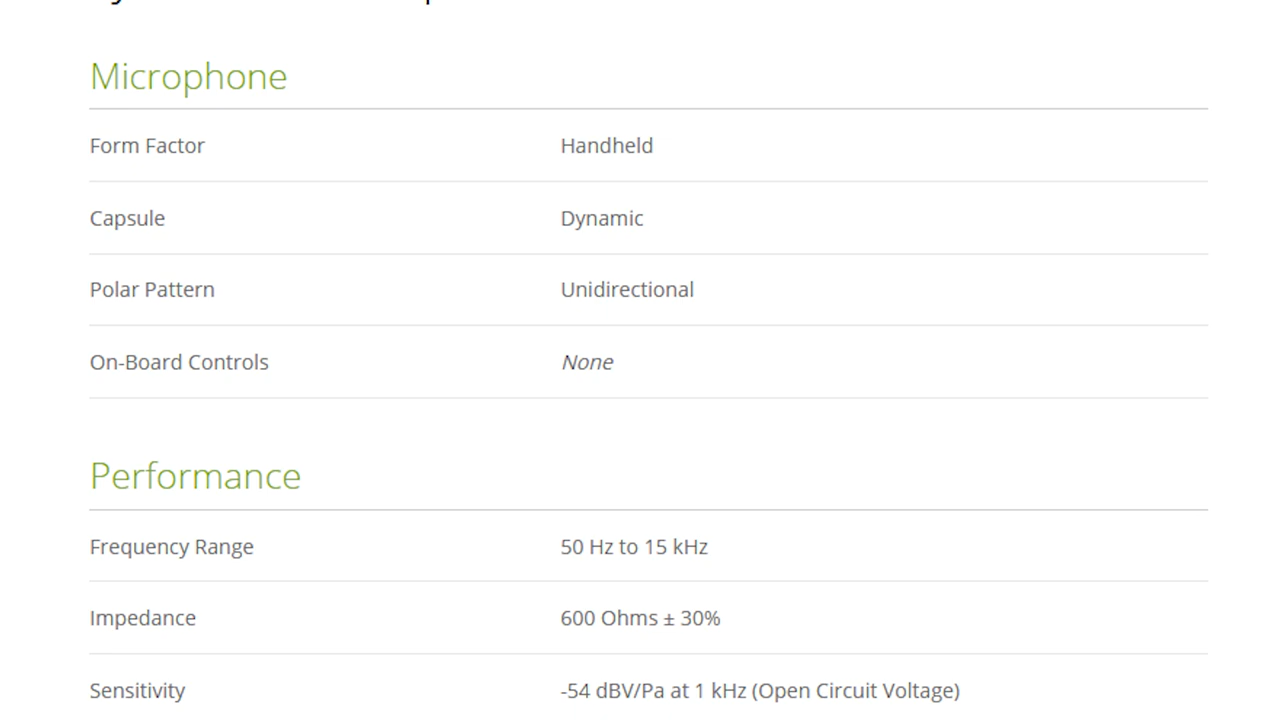 Microphone
Form Factor Handheld
Capsule Dynamic
Polar Pattern Unidirectional
On-Board Controls None
Performance
Frequency Range 50 Hz to 15 kHz
Impedance 600 Ohms ± 30%
Sensitivity -54 dBV/Pa at 1 kHz (Open Circuit Voltage)